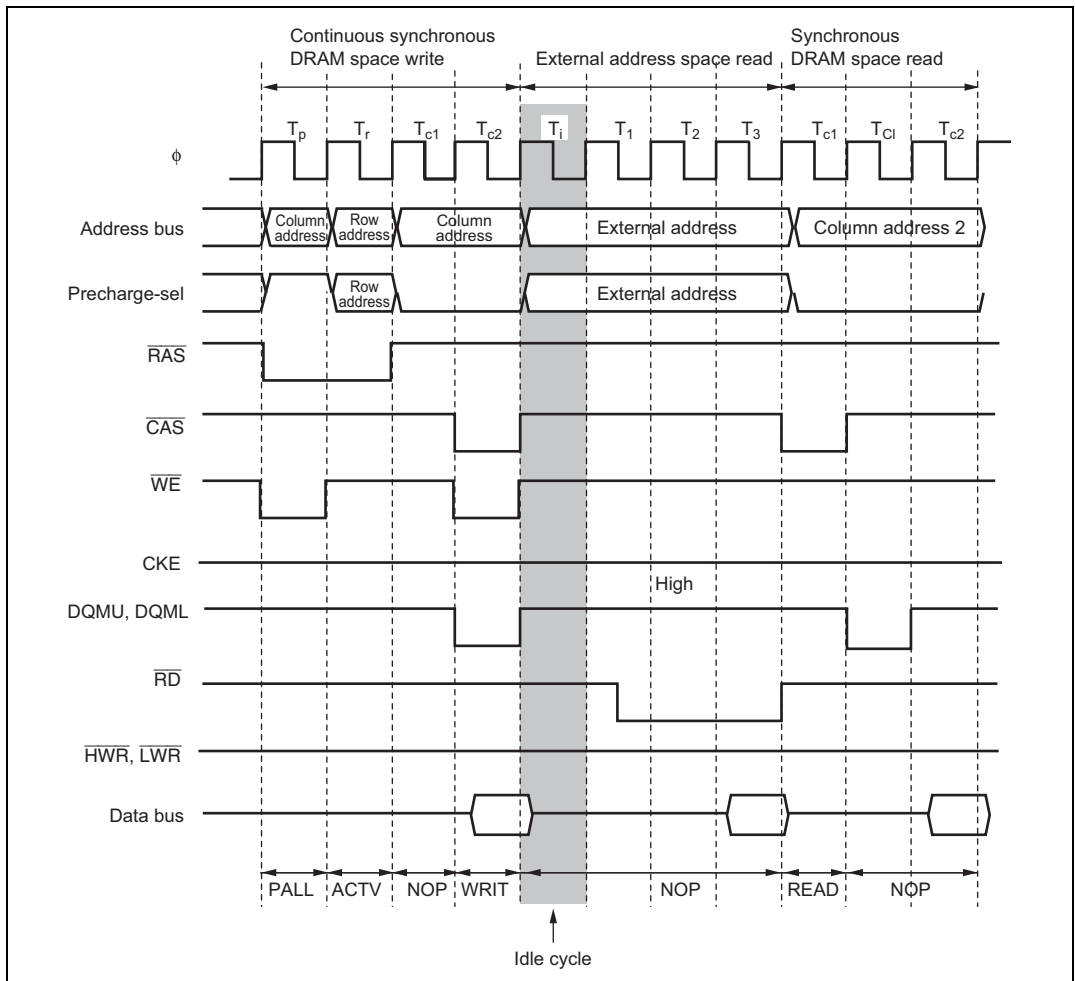 Continuous synchronous
DRAM space write
External address space read
Synchronous
DRAM space read
Tp Tr Tc1 Tc2 Ti T1 T2 T3 Tc1 TCl Tc2
ϕ
Address bus
Column address
Row address
Column address
External address
Column address 2
Precharge-sel
Row address
External address
RAS
CAS
WE
CKE
High
DQMU, DQML
RD
HWR, LWR
Data bus
PALL ACTV NOP WRIT NOP READ NOP
Idle cycle